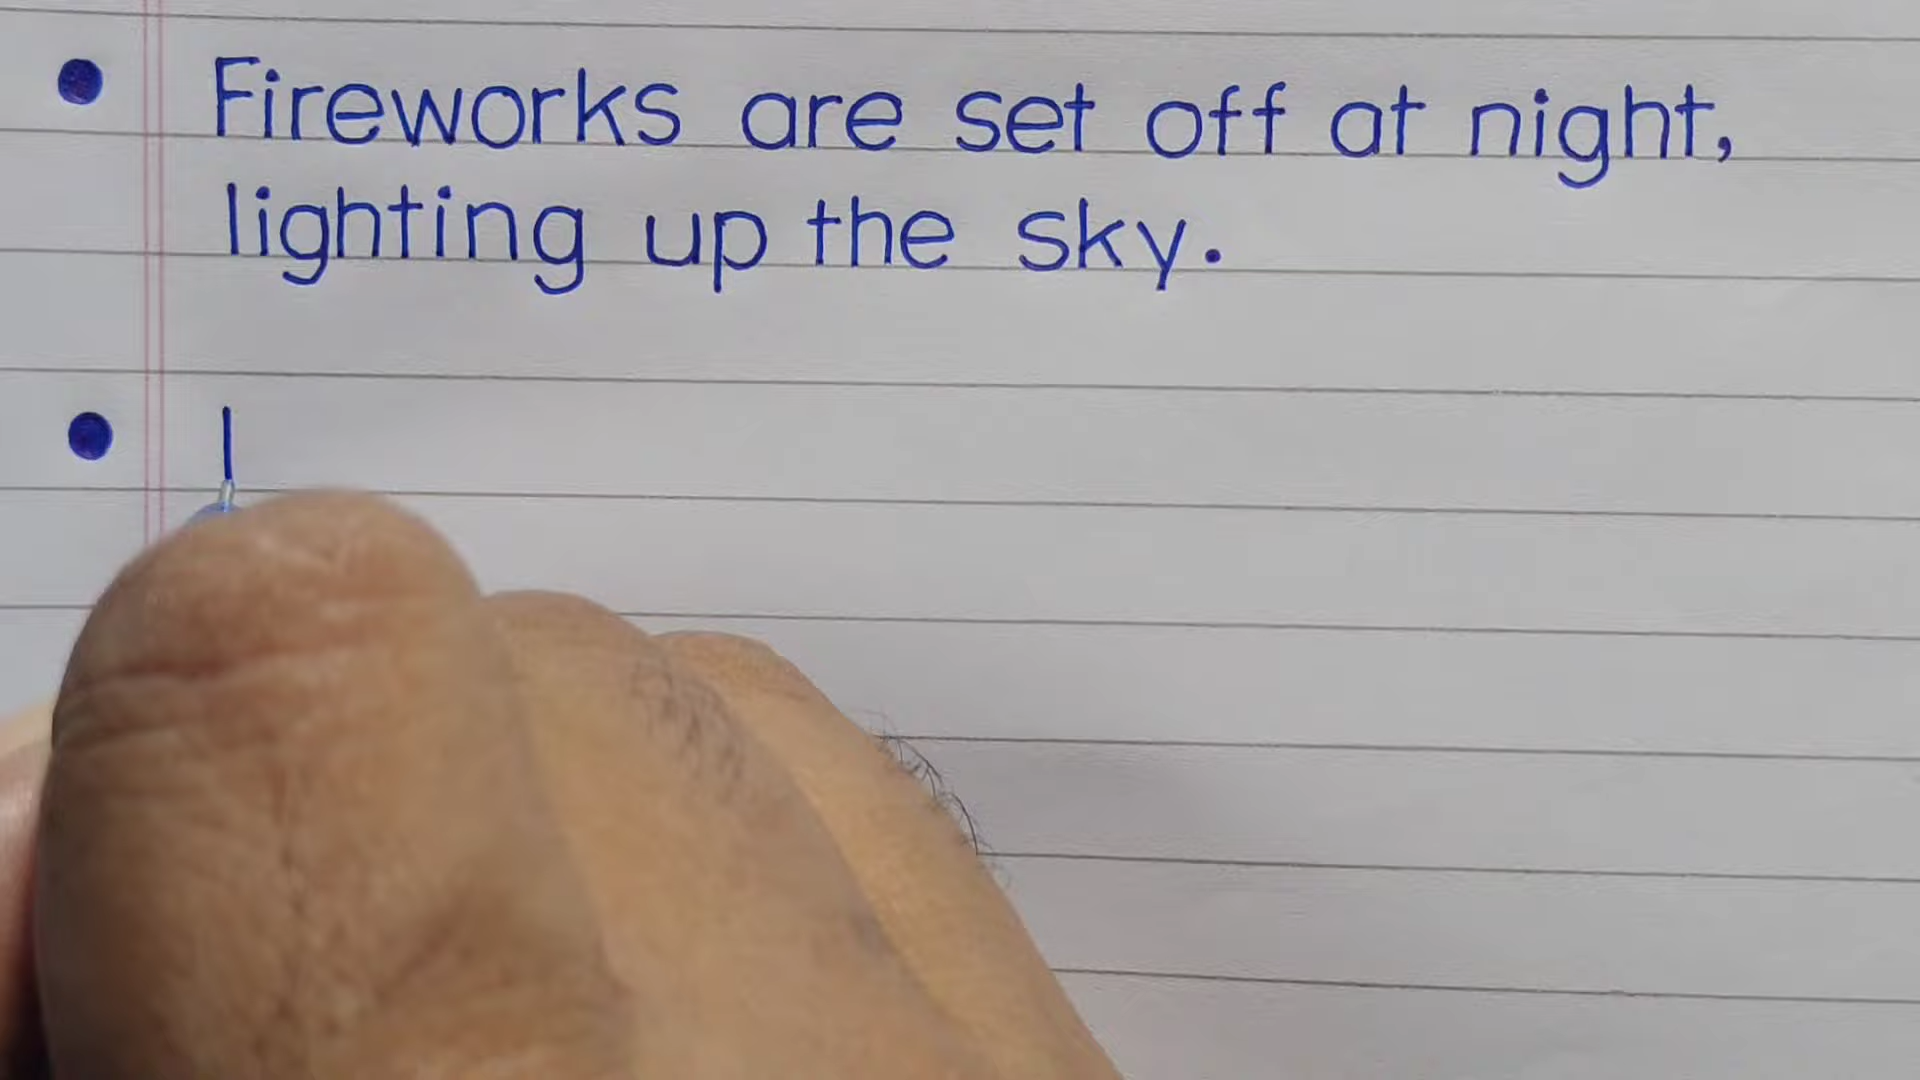 • Fireworks are set off at night,
lighting up the sky.
•